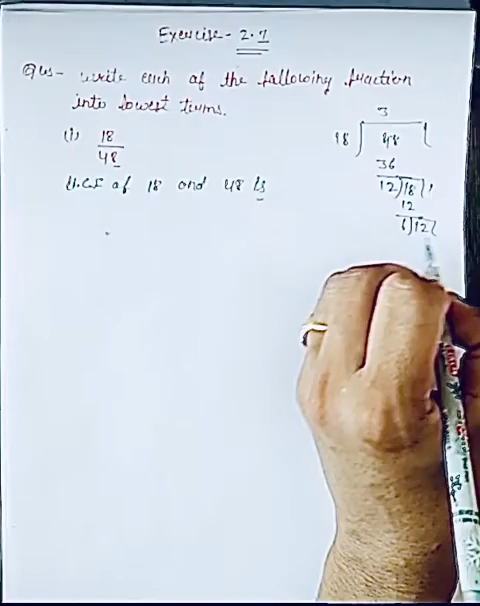 Exercise - 2.7
Que - write each of the following fraction
into lowest terms.
(i) 18
48
H.C.F of 18 and 48 is
3
18 ) 48 (
36
12 ) 18 ( 1
12
6 ) 12 (